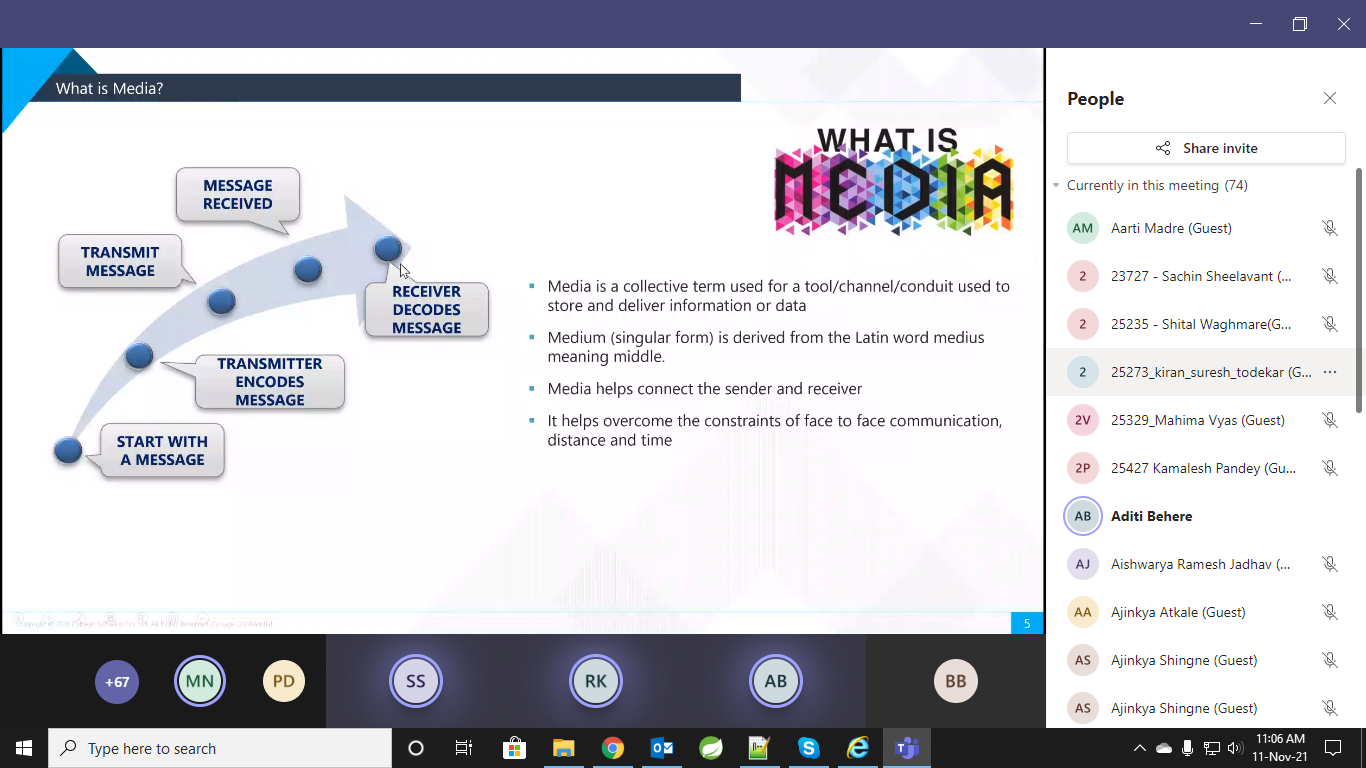 What is Media?
WHAT IS
MEDIA
MESSAGE
RECEIVED
TRANSMIT
MESSAGE
RECEIVER
DECODES
MESSAGE
TRANSMITTER
ENCODES
MESSAGE
START WITH
A MESSAGE
Media is a collective term used for a tool/channel/conduit used to
store and deliver information or data
Medium (singular form) is derived from the Latin word medius
meaning middle.
Media helps connect the sender and receiver
It helps overcome the constraints of face to face communication,
distance and time
5
+67
MN
PD
SS
RK
AB
BB
People
Share invite
Currently in this meeting (74)
AM Aarti Madre (Guest)
2 23727 - Sachin Sheelavant (...
2 25235 - Shital Waghmare(G...
2 25273_kiran_suresh_todekar (G... ...
2V 25329_Mahima Vyas (Guest)
2P 25427 Kamalesh Pandey (Gu...
AB Aditi Behere
AJ Aishwarya Ramesh Jadhav (...
AA Ajinkya Atkale (Guest)
AS Ajinkya Shingne (Guest)
AS Ajinkya Shingne (Guest)
Type here to search
11:06 AM
11-Nov-21